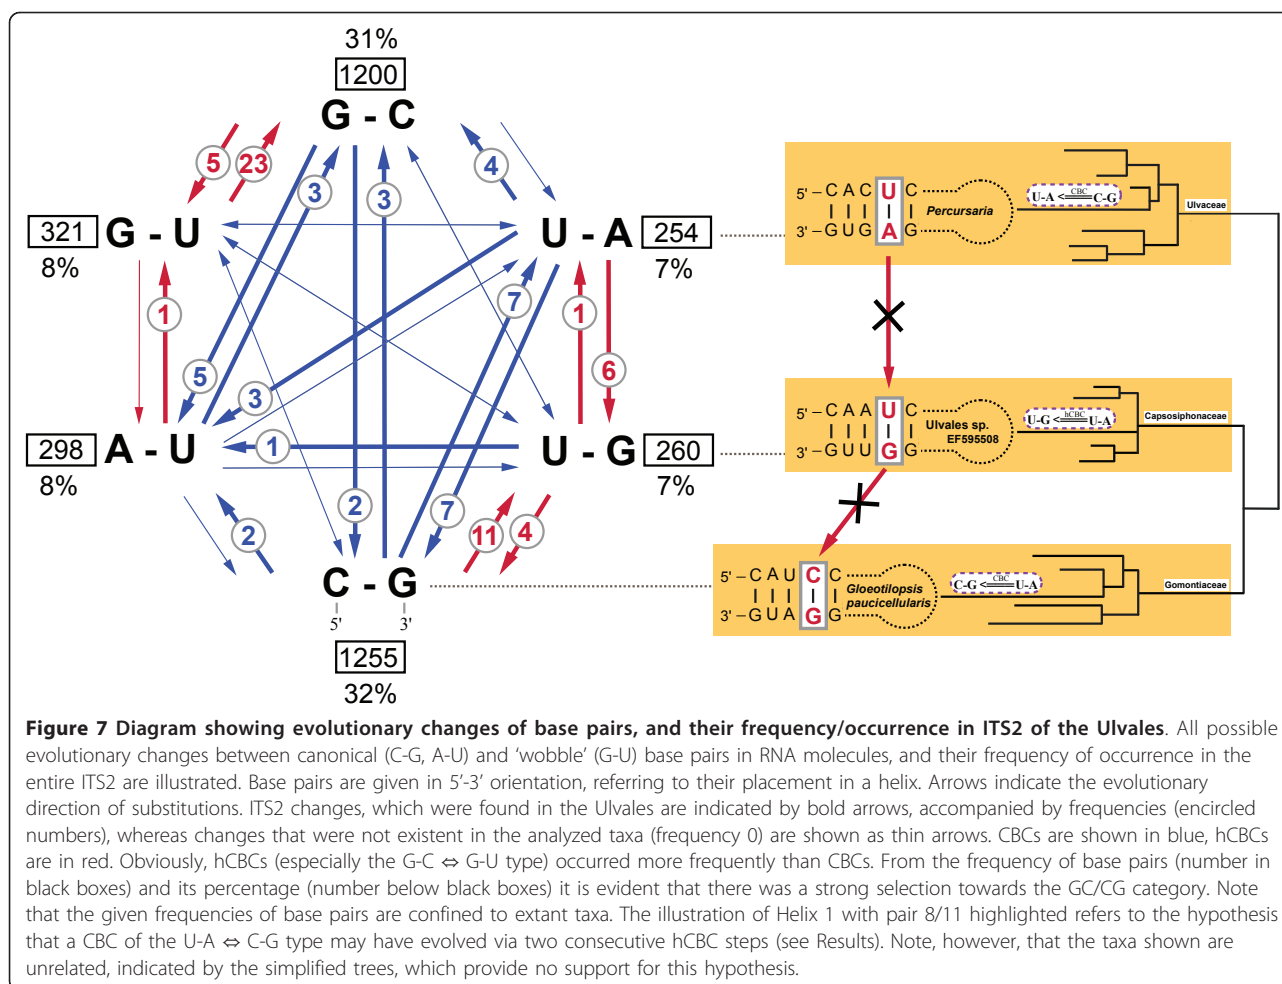 31%
1200
G - C
5
23
3
3
4
321
G - U
8%
U - A
254
7%
1
7
1
6
5
3
298
A - U
8%
1
U - G
260
7%
2
2
7
11
4
C - G
5'
3'
1255
32%
5' – C A C U C
3' – G U G A G
Percursaria
U-A <CBC C-G
Ulvaceae
5' – C A A U C
3' – G U U G G
Ulvales sp.
EF595508
U-G <hCBC U-A
Capsosiphonaceae
5' – C A U C C
3' – G U A G G
Gloeotilopsis
paucicellularis
C-G <CBC U-A
Gomontiaceae
Figure 7 Diagram showing evolutionary changes of base pairs, and their frequency/occurrence in ITS2 of the Ulvales. All possible
evolutionary changes between canonical (C-G, A-U) and 'wobble' (G-U) base pairs in RNA molecules, and their frequency of occurrence in the
entire ITS2 are illustrated. Base pairs are given in 5'-3' orientation, referring to their placement in a helix. Arrows indicate the evolutionary
direction of substitutions. ITS2 changes, which were found in the Ulvales are indicated by bold arrows, accompanied by frequencies (encircled
numbers), whereas changes that were not existent in the analyzed taxa (frequency 0) are shown as thin arrows. CBCs are shown in blue, hCBCs
are in red. Obviously, hCBCs (especially the G-C ⇔ G-U type) occurred more frequently than CBCs. From the frequency of base pairs (number in
black boxes) and its percentage (number below black boxes) it is evident that there was a strong selection towards the GC/CG category. Note
that the given frequencies of base pairs are confined to extant taxa. The illustration of Helix 1 with pair 8/11 highlighted refers to the hypothesis
that a CBC of the U-A ⇔ C-G type may have evolved via two consecutive hCBC steps (see Results). Note, however, that the taxa shown are
unrelated, indicated by the simplified trees, which provide no support for this hypothesis.